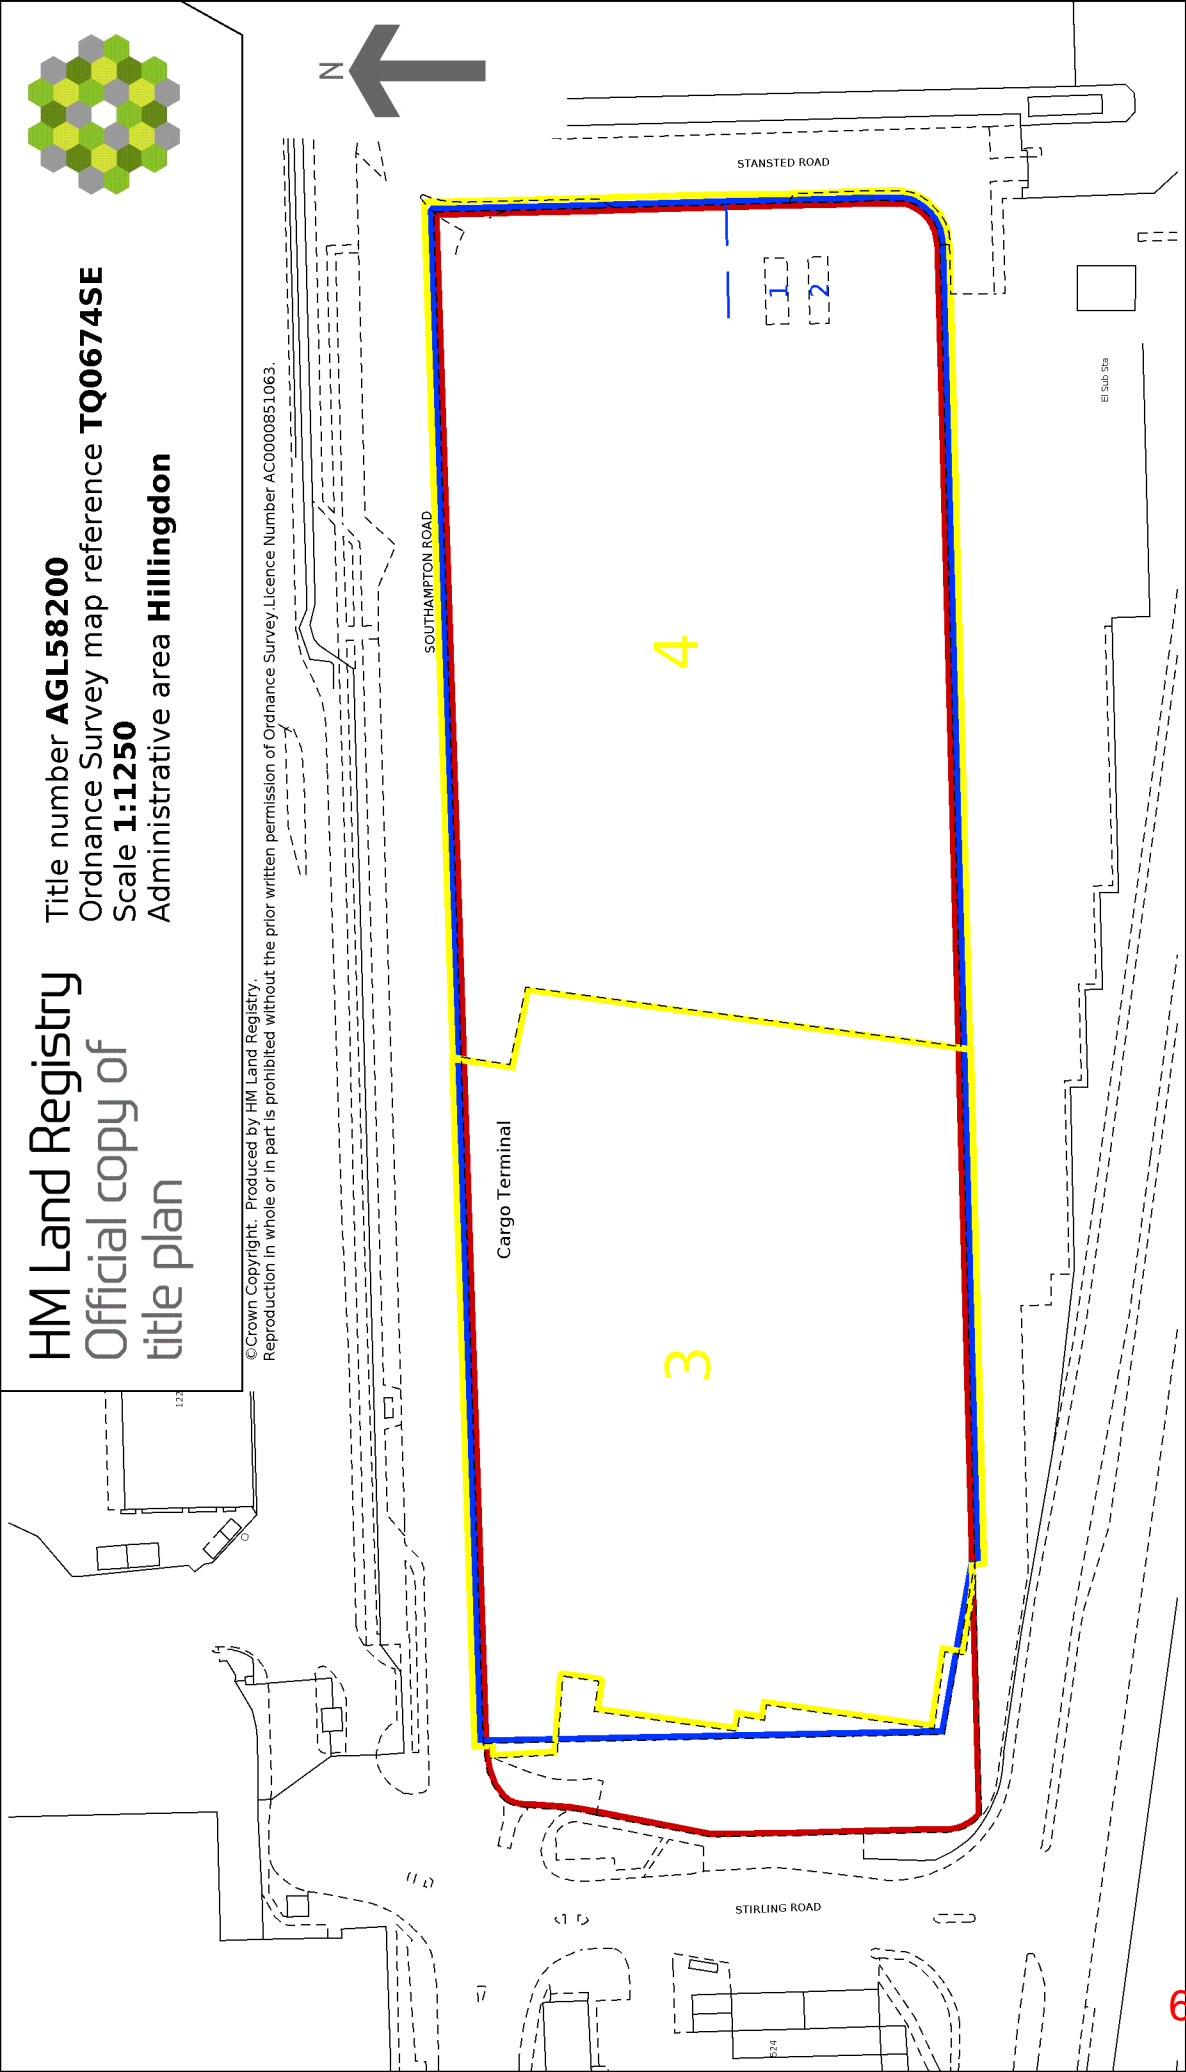 HM Land Registry
Official copy of
title plan
Title number AGL58200
Ordnance Survey map reference TQ0674SE
Scale 1:1250
Administrative area Hillingdon
©Crown Copyright. Produced by HM Land Registry.
Reproduction in whole or in part is prohibited without the prior written permission of Ordnance Survey.Licence Number AC0000851063.
N
STANSTED ROAD
1
2
El Sub Sta
SOUTHAMPTON ROAD
4
Cargo Terminal
3
122
STIRLING ROAD
524
6